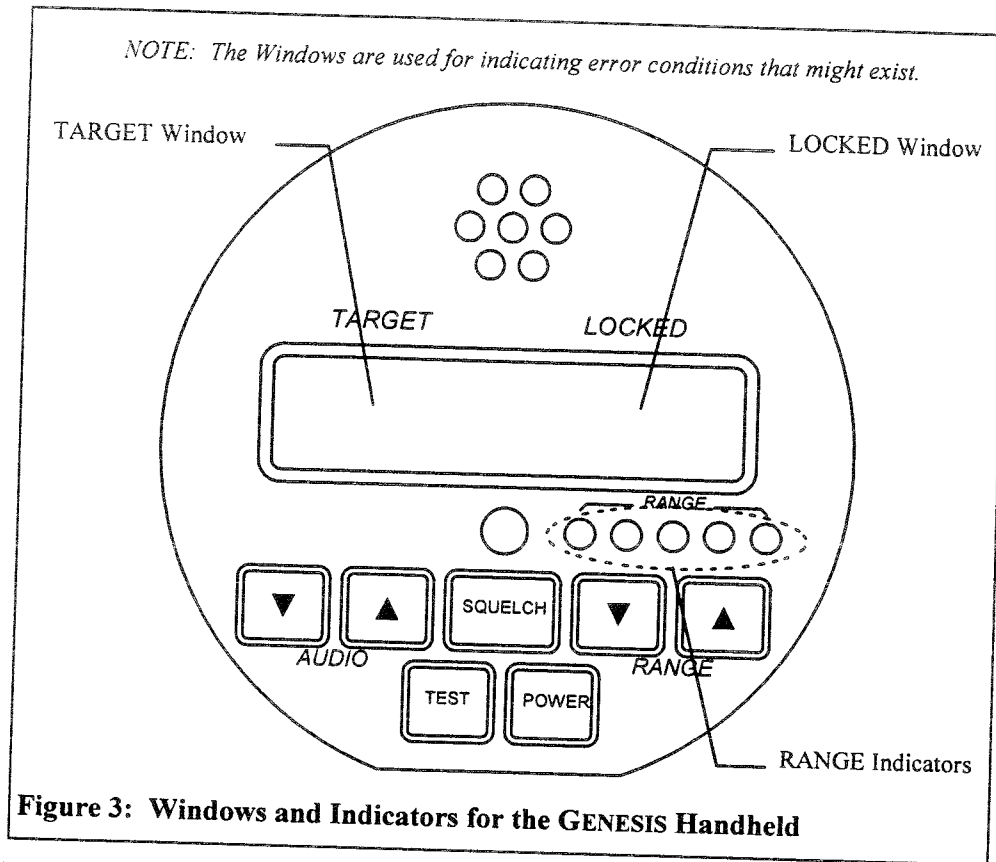 NOTE: The Windows are used for indicating error conditions that might exist.
TARGET Window
LOCKED Window
TARGET
LOCKED
RANGE
▼
▲
SQUELCH
▼
▲
AUDIO
RANGE
TEST
POWER
RANGE Indicators
Figure 3: Windows and Indicators for the GENESIS Handheld